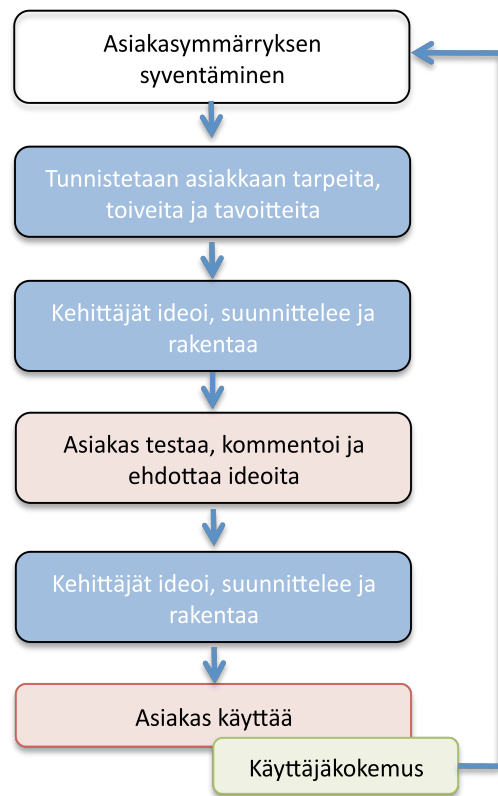 Asiakasymmärryksen
syventäminen
Tunnistetaan asiakkaan tarpeita,
toiveita ja tavoitteita
Kehittäjät ideoi, suunnittelee ja
rakentaa
Asiakas testaa, kommentoi ja
ehdottaa ideoita
Kehittäjät ideoi, suunnittelee ja
rakentaa
Asiakas käyttää
Käyttäjäkokemus